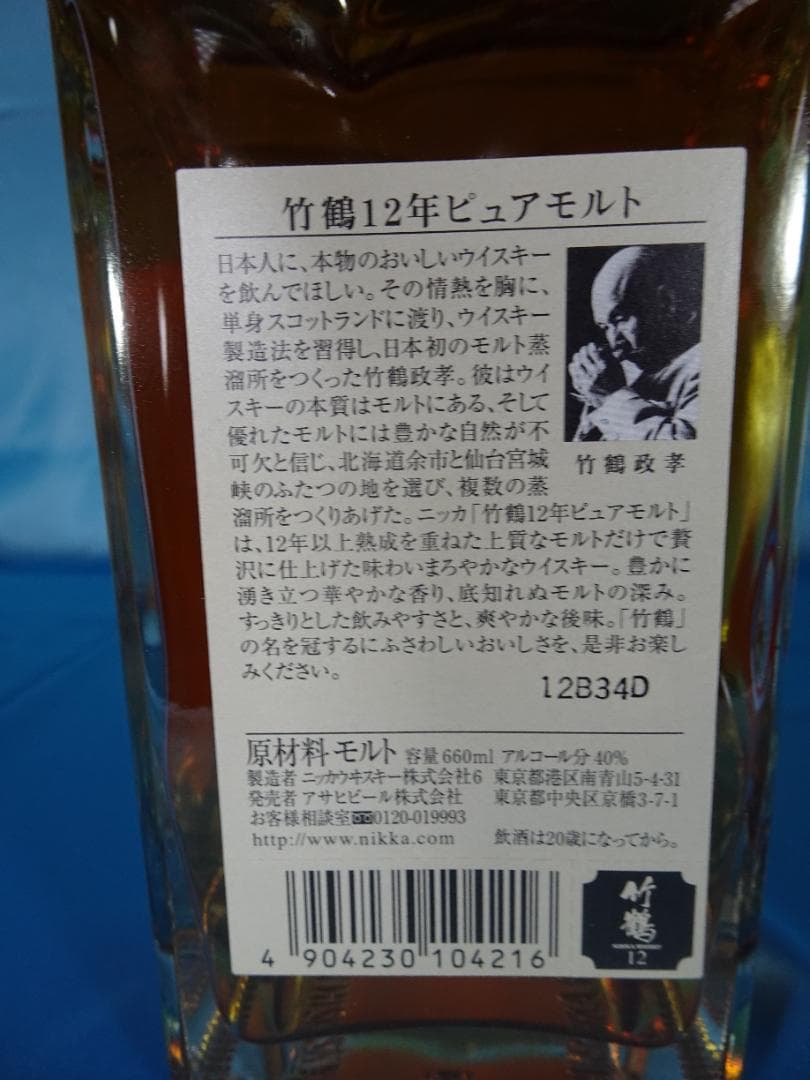 竹鶴12年ピュアモルト
日本人に、本物のおいしいウイスキー
を飲んでほしい。その情熱を胸に、
単身スコットランドに渡り、ウイスキー
製造法を習得し、日本初のモルト蒸
溜所をつくった竹鶴政孝。彼はウイ
スキーの本質はモルトにある、そして
優れたモルトには豊かな自然が不
可欠と信じ、北海道余市と仙台宮城
峡のふたつの地を選び、複数の蒸
溜所をつくりあげた。ニッカ「竹鶴12年ピュアモルト」
は、12年以上熟成を重ねた上質なモルトだけで贅
沢に仕上げた味わいまろやかなウイスキー。豊かに
湧き立つ華やかな香り、底知れぬモルトの深み。
すっきりとした飲みやすさと、爽やかな後味。「竹鶴」
の名を冠するにふさわしいおいしさを、是非お楽し
みください。
竹鶴政孝
12B34D
原材料 モルト 容量 660ml アルコール分 40%
製造者 ニッカウヰスキー株式会社6 東京都港区南青山5-4-31
発売者 アサヒビール株式会社 東京都中央区京橋3-7-1
お客様相談室 0120-019993
http://www.nikka.com 飲酒は20歳になってから。
4 904230 104216
竹鶴
NIKKA WHISKY
12